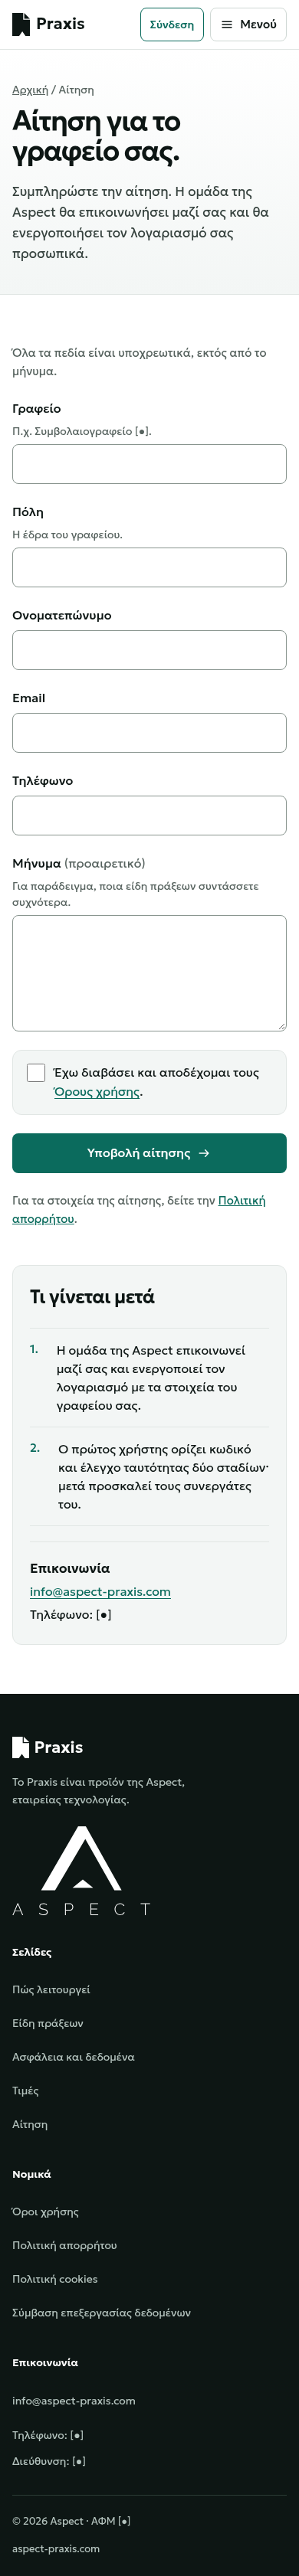 Praxis
Σύνδεση
Μενού
Αρχική / Αίτηση
Αίτηση για το
γραφείο σας.
Συμπληρώστε την αίτηση. Η ομάδα της
Aspect θα επικοινωνήσει μαζί σας και θα
ενεργοποιήσει τον λογαριασμό σας
προσωπικά.
Όλα τα πεδία είναι υποχρεωτικά, εκτός από το
μήνυμα.
Γραφείο
Π.χ. Συμβολαιογραφείο [●].
Πόλη
Η έδρα του γραφείου.
Ονοματεπώνυμο
Email
Τηλέφωνο
Μήνυμα (προαιρετικό)
Για παράδειγμα, ποια είδη πράξεων συντάσσετε
συχνότερα.
Έχω διαβάσει και αποδέχομαι τους
Όρους χρήσης.
Υποβολή αίτησης →
Για τα στοιχεία της αίτησης, δείτε την Πολιτική
απορρήτου.
Τι γίνεται μετά
1. Η ομάδα της Aspect επικοινωνεί
μαζί σας και ενεργοποιεί τον
λογαριασμό με τα στοιχεία του
γραφείου σας.
2. Ο πρώτος χρήστης ορίζει κωδικό
και έλεγχο ταυτότητας δύο σταδίων·
μετά προσκαλεί τους συνεργάτες
του.
Επικοινωνία
info@aspect-praxis.com
Τηλέφωνο: [●]
Praxis
Το Praxis είναι προϊόν της Aspect,
εταιρείας τεχνολογίας.
ASPECT
Σελίδες
Πώς λειτουργεί
Είδη πράξεων
Ασφάλεια και δεδομένα
Τιμές
Αίτηση
Νομικά
Όροι χρήσης
Πολιτική απορρήτου
Πολιτική cookies
Σύμβαση επεξεργασίας δεδομένων
Επικοινωνία
info@aspect-praxis.com
Τηλέφωνο: [●]
Διεύθυνση: [●]
© 2026 Aspect · ΑΦΜ [●]
aspect-praxis.com